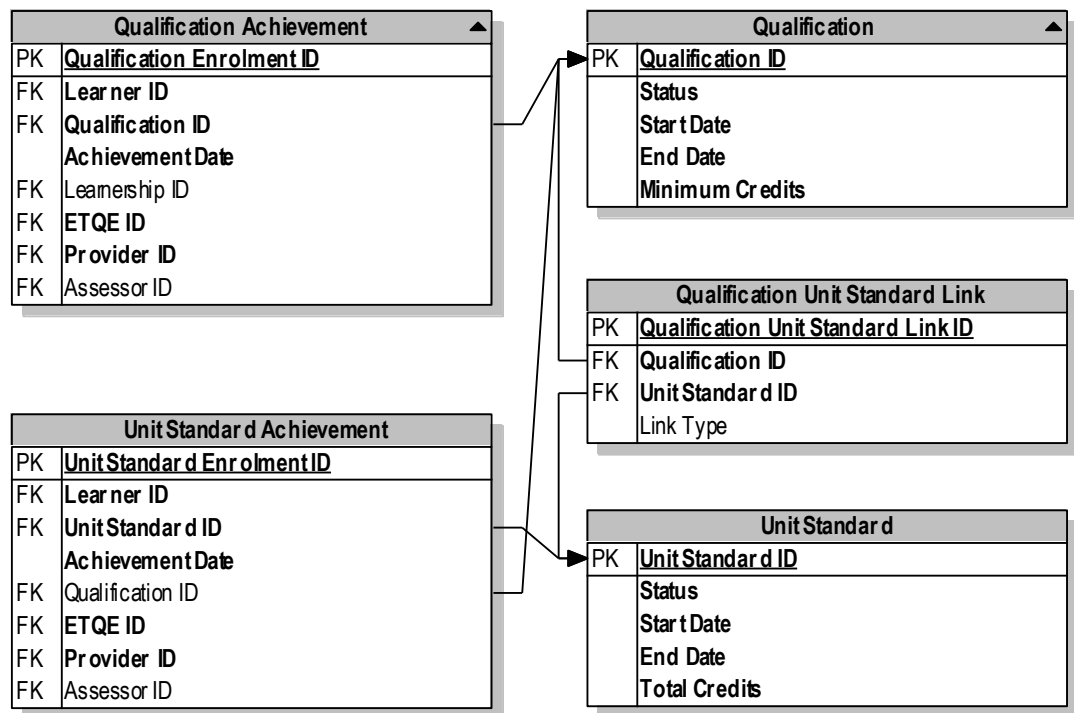 Qualification Achievement
PK Qualification Enrolment ID
FK Learner ID
FK Qualification ID
Achievement Date
FK Learnership ID
FK ETQE ID
FK Provider ID
FK Assessor ID
Qualification
PK Qualification ID
Status
Start Date
End Date
Minimum Credits
Qualification Unit Standard Link
PK Qualification Unit Standard Link ID
FK Qualification ID
FK Unit Standard ID
Link Type
Unit Standard Achievement
PK Unit Standard Enrolment ID
FK Learner ID
FK Unit Standard ID
Achievement Date
FK Qualification ID
FK ETQE ID
FK Provider ID
FK Assessor ID
Unit Standard
PK Unit Standard ID
Status
Start Date
End Date
Total Credits